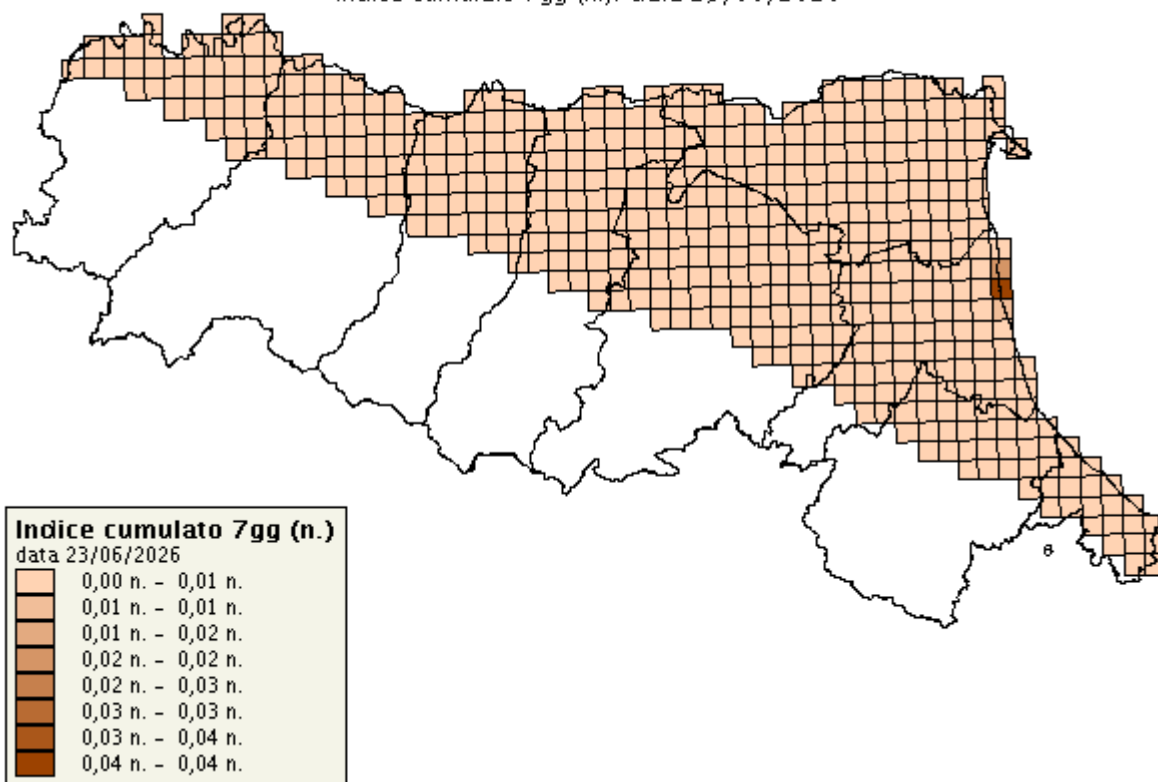 Indice cumulato 7gg (n.)
data 23/06/2026
0,00 n. - 0,01 n.
0,01 n. - 0,01 n.
0,01 n. - 0,02 n.
0,02 n. - 0,02 n.
0,02 n. - 0,03 n.
0,03 n. - 0,03 n.
0,03 n. - 0,04 n.
0,04 n. - 0,04 n.